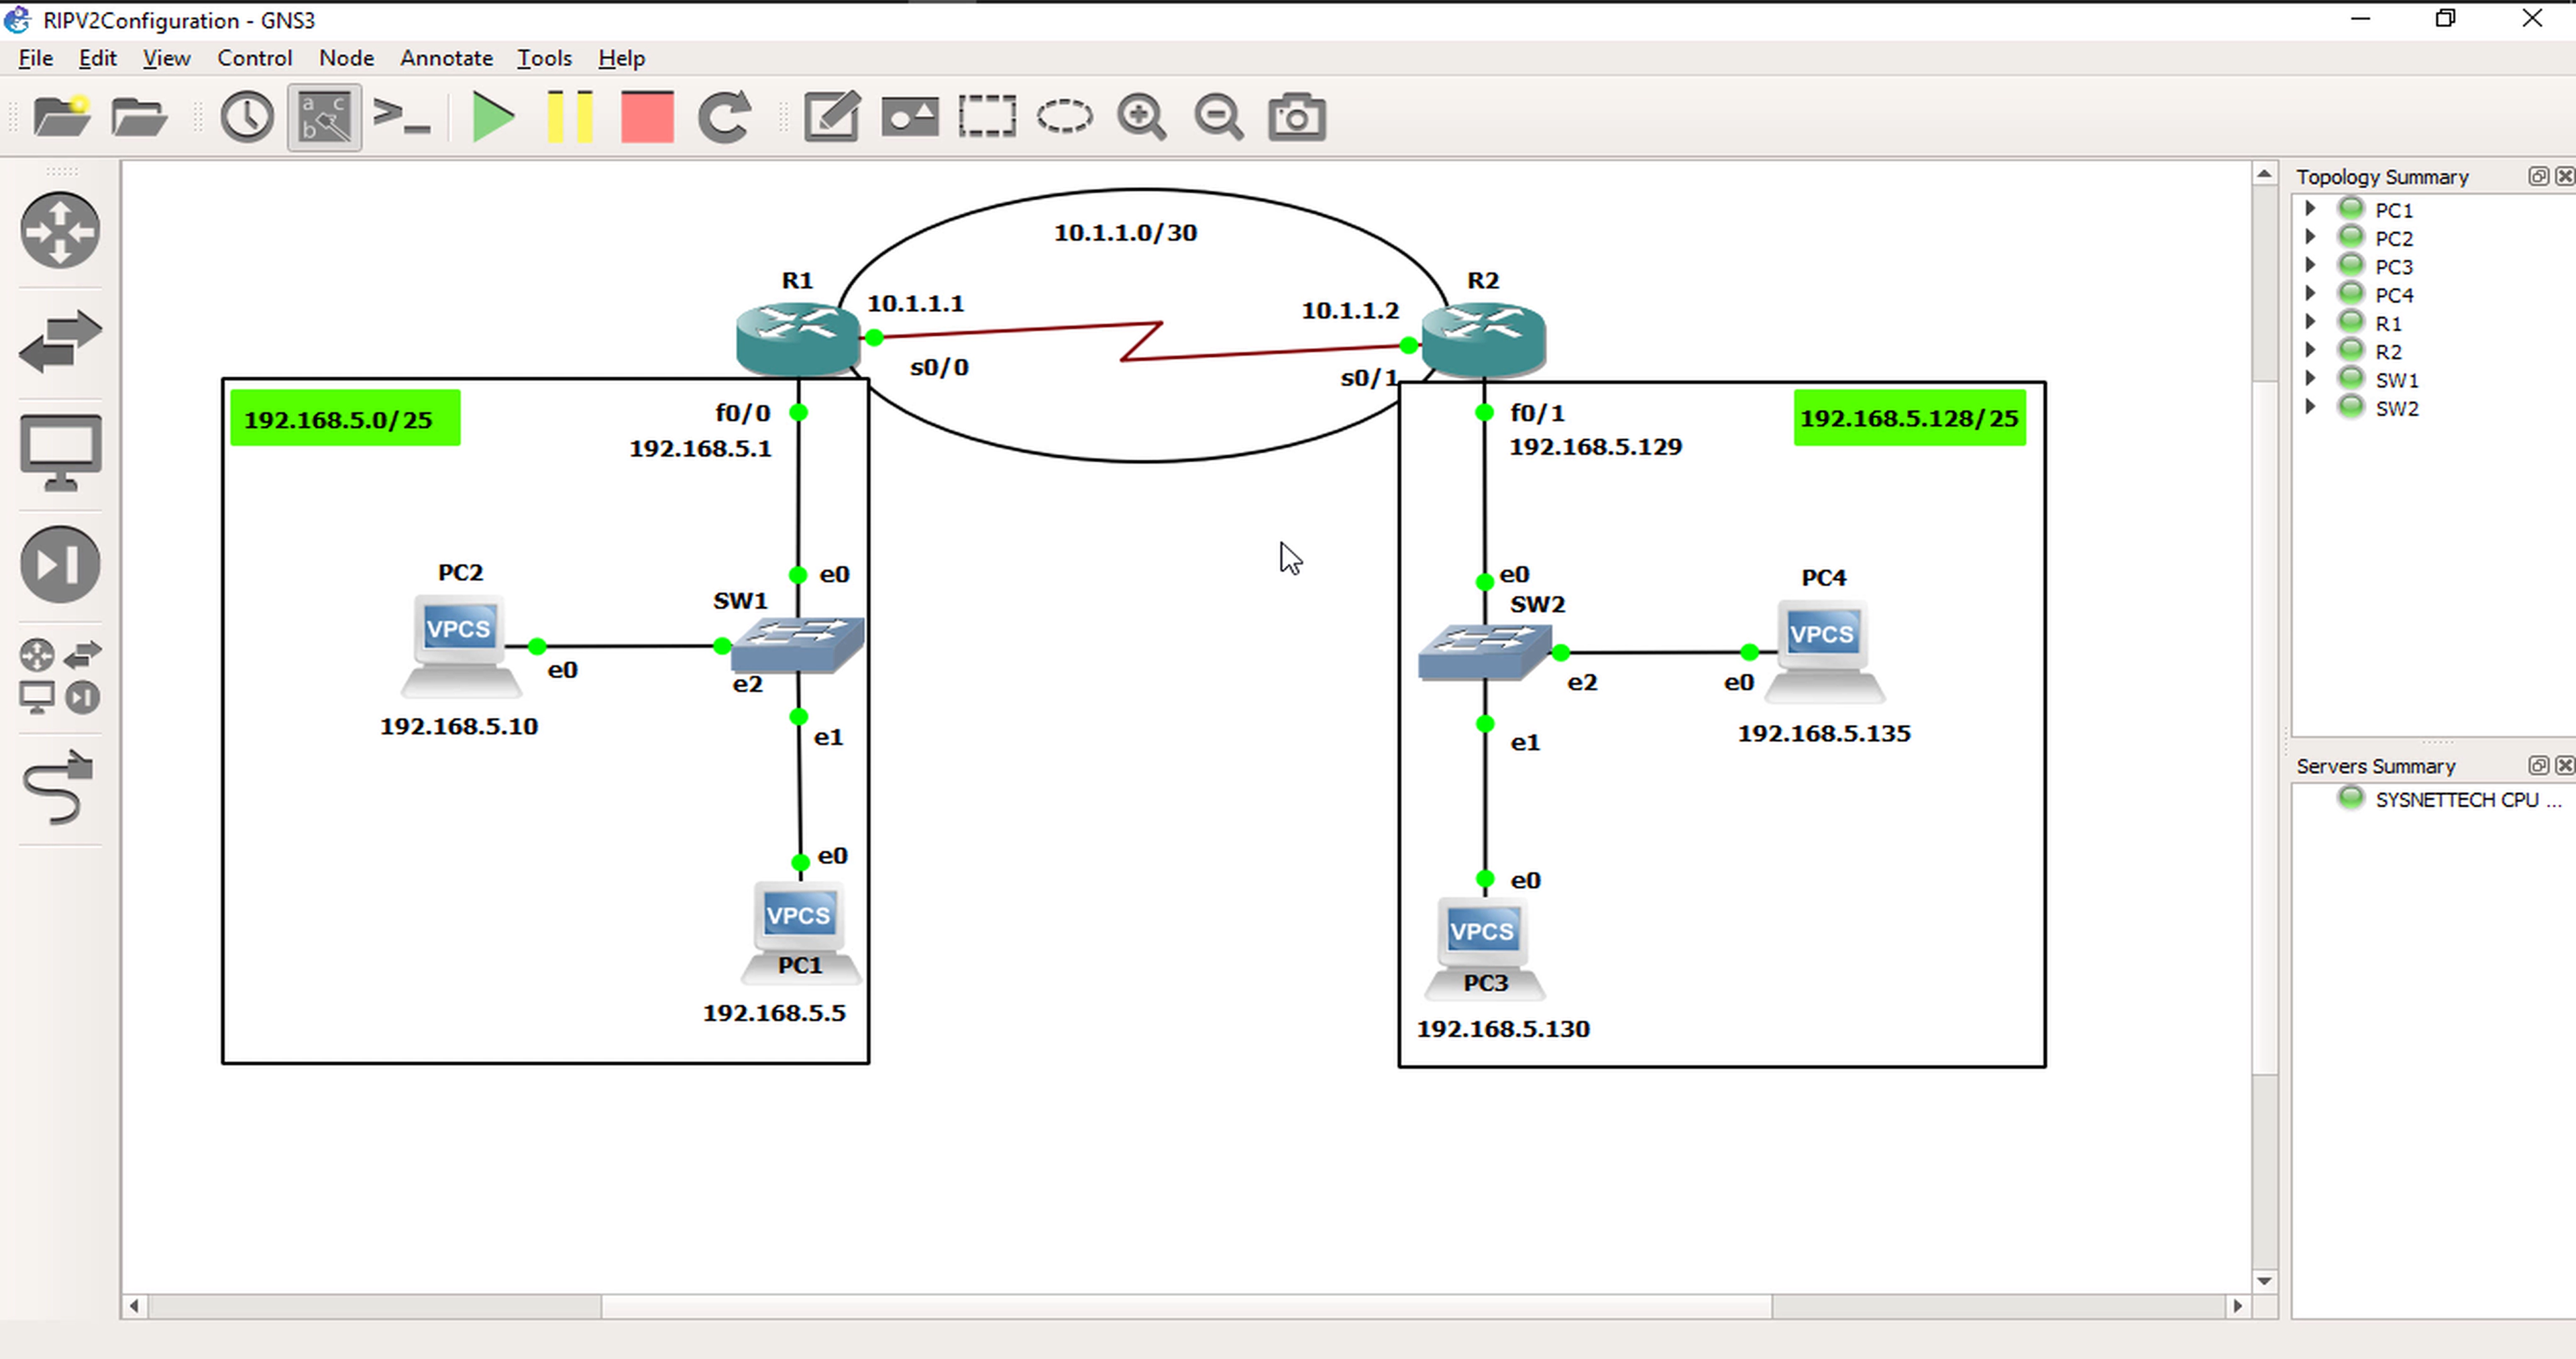 RIPV2Configuration - GNS3
File Edit View Control Node Annotate Tools Help
a c
b
Topology Summary
PC1
PC2
PC3
PC4
R1
R2
SW1
SW2
Servers Summary
SYSNETTECH CPU ...
10.1.1.0/30
R1
R2
10.1.1.1
10.1.1.2
s0/0
s0/1
192.168.5.0/25
f0/0
192.168.5.1
PC2
VPCS
e0
192.168.5.10
e0
SW1
e2
e1
e0
VPCS
PC1
192.168.5.5
f0/1
192.168.5.129
192.168.5.128/25
e0
SW2
e2
e1
PC4
VPCS
e0
192.168.5.135
e0
VPCS
PC3
192.168.5.130